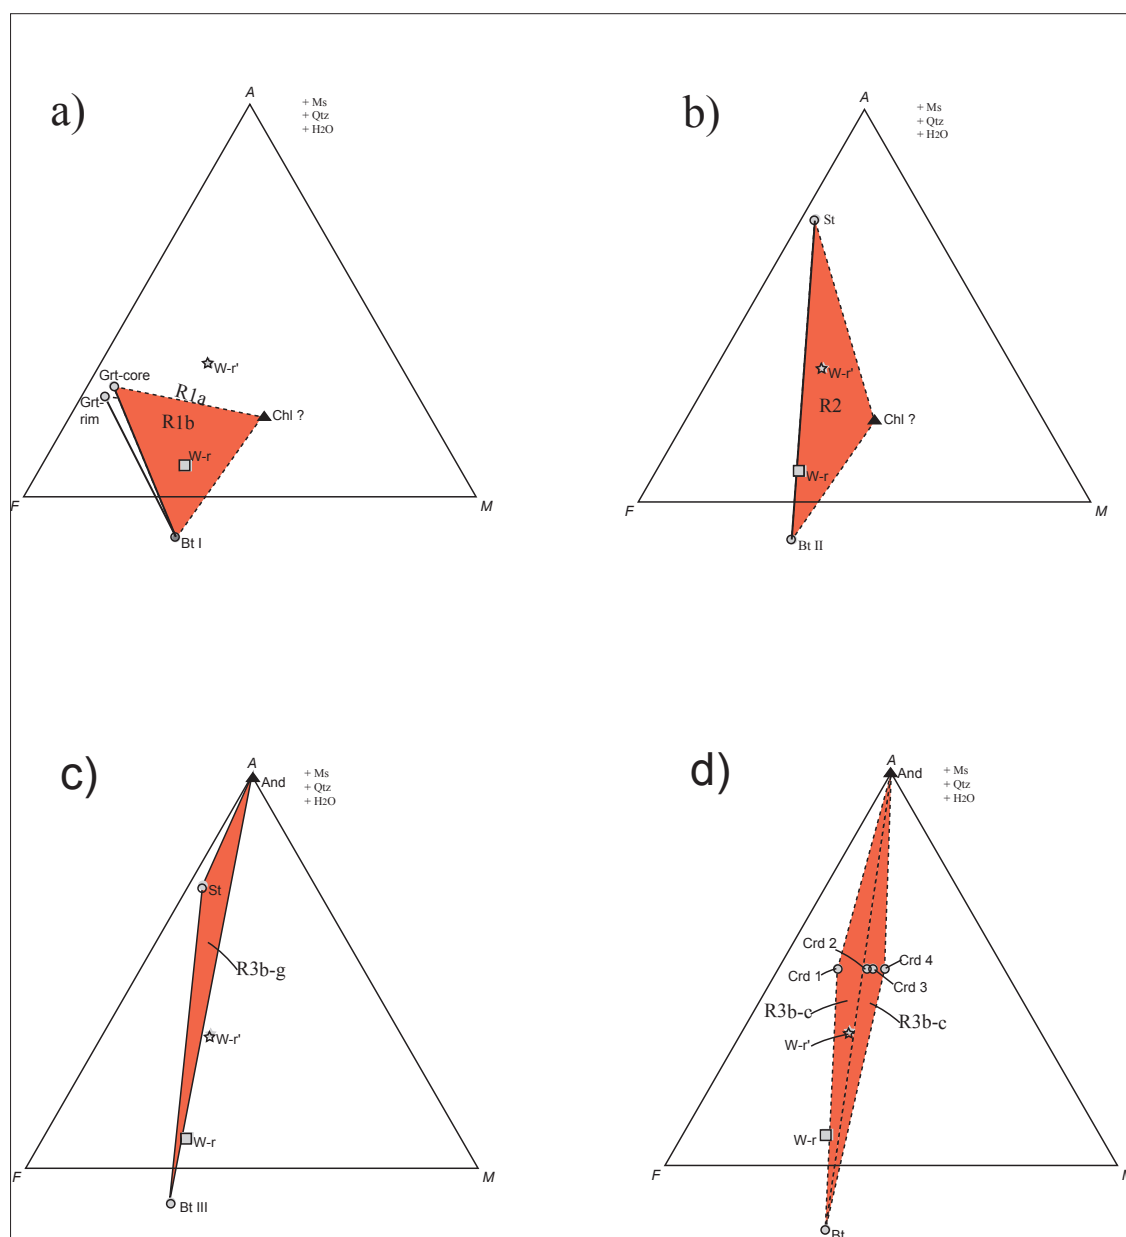 a)
A
+ Ms
+ Qtz
+ H2O
W-r'
Grt-core
R1a
Grt-
rim
R1b
Chl ?
W-r
F
M
Bt I
b)
A
+ Ms
+ Qtz
+ H2O
St
W-r'
R2
Chl ?
W-r
F
M
Bt II
c)
A
And
+ Ms
+ Qtz
+ H2O
St
R3b-g
W-r'
W-r
F
M
Bt III
d)
A
And
+ Ms
+ Qtz
+ H2O
Crd 2
Crd 4
Crd 1
Crd 3
R3b-c
R3b-c
W-r'
W-r
F
Bt